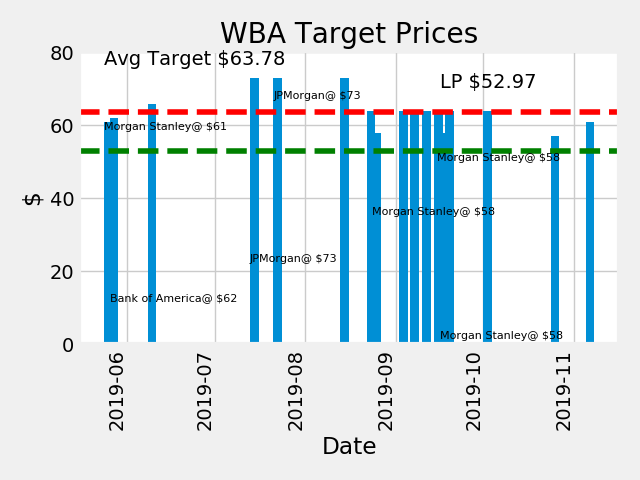 WBA Target Prices
Avg Target $63.78
LP $52.97
80
60
40
20
0
$
JPMorgan@ $73
Morgan Stanley@ $61
Morgan Stanley@ $58
Morgan Stanley@ $58
JPMorgan@ $73
Bank of America@ $62
Morgan Stanley@ $58
2019-06
2019-07
2019-08
2019-09
2019-10
2019-11
Date